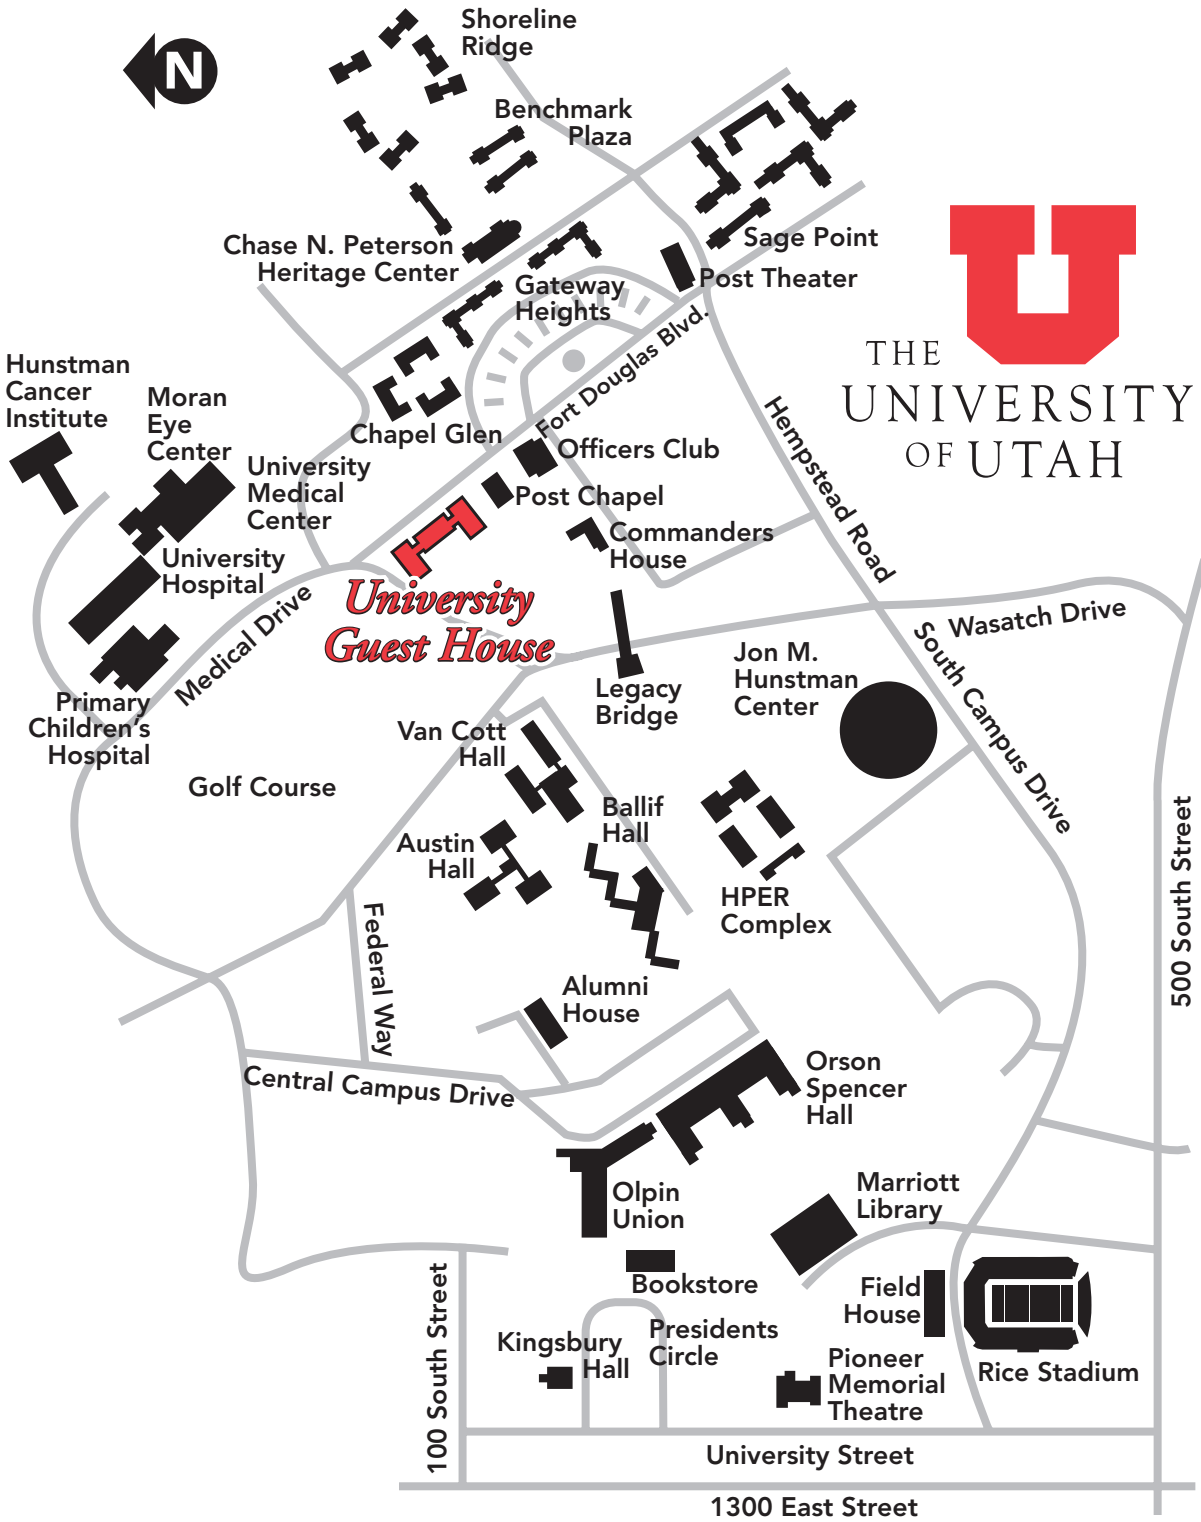 N
Shoreline
Ridge
Benchmark
Plaza
Chase N. Peterson
Heritage Center
Sage Point
Post Theater
Gateway
Heights
Fort Douglas Blvd.
THE
UNIVERSITY
OF UTAH
Hunstman
Cancer
Institute
Moran
Eye
Center
Chapel Glen
University
Medical
Center
Officers Club
Post Chapel
Hempstead Road
Commanders
House
University
Hospital
University
Guest House
Medical Drive
Wasatch Drive
South Campus Drive
Jon M.
Hunstman
Center
Legacy
Bridge
Primary
Children's
Hospital
Van Cott
Hall
Golf Course
Ballif
Hall
Austin
Hall
HPER
Complex
500 South Street
Federal Way
Alumni
House
Central Campus Drive
Orson
Spencer
Hall
Olpin
Union
Marriott
Library
Bookstore
Field
House
100 South Street
Kingsbury
Hall
Presidents
Circle
Pioneer
Memorial
Theatre
Rice Stadium
University Street
1300 East Street